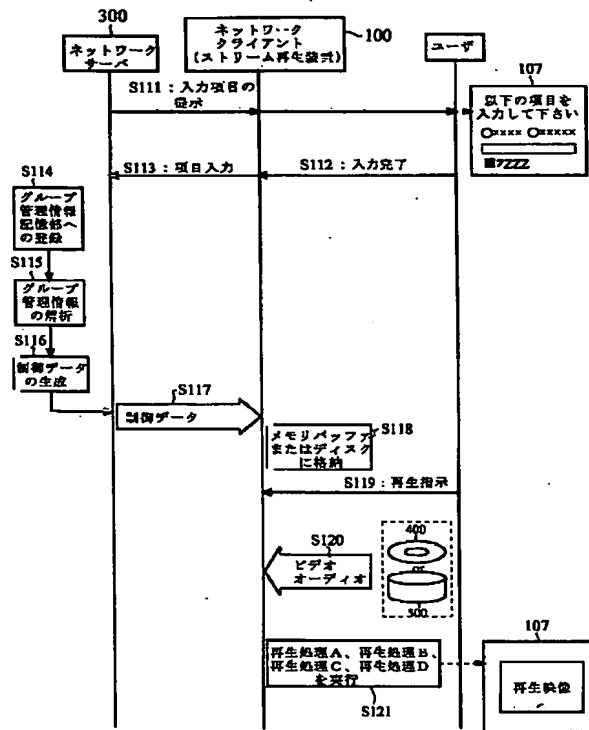 300
ネットワーク
サーバ
ネットワーク
クライアント
(ストリーム再生装置)
100
ユーザ
107
以下の項目を
入力して下さい
○xxxx ○xxxxx
■?ZZZ
S111:入力項目の
提示
S113:項目入力
S112:入力完了
S114
グループ
管理情報
記憶部へ
の登録
S115
グループ
管理情報
の解析
S116
制御データ
の生成
S117
制御データ
S118
メモリバッファ
またはディスク
に格納
S119:再生指示
S120
ビデオ
オーディオ
400
or
500
再生処理A、再生処理B、
再生処理C、再生処理D
を実行
S121
107
再生映像